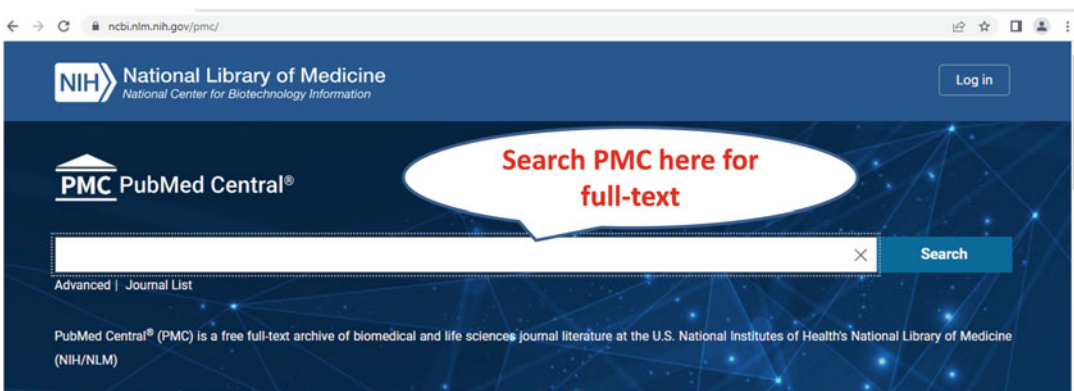 ncbi.nlm.nih.gov/pmc/
NIH National Library of Medicine
National Center for Biotechnology Information
Log in
Search PMC here for
full-text
PMC PubMed Central®
Search
Advanced | Journal List
PubMed Central® (PMC) is a free full-text archive of biomedical and life sciences journal literature at the U.S. National Institutes of Health's National Library of Medicine
(NIH/NLM)